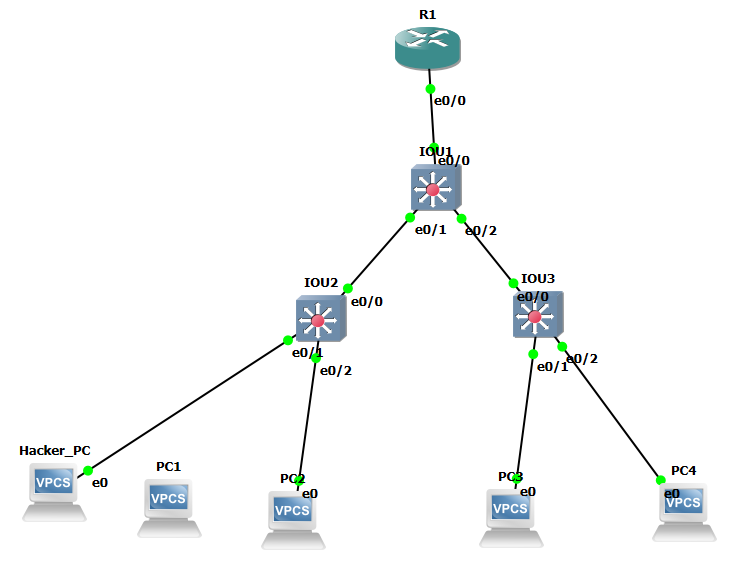 R1
e0/0
IOU1
e0/0
e0/1
e0/2
IOU2
e0/0
IOU3
e0/0
e0/1
e0/2
e0/1
e0/2
Hacker_PC
VPCS
e0
PC1
VPCS
PC2
e0
VPCS
PC3
e0
VPCS
PC4
e0
VPCS